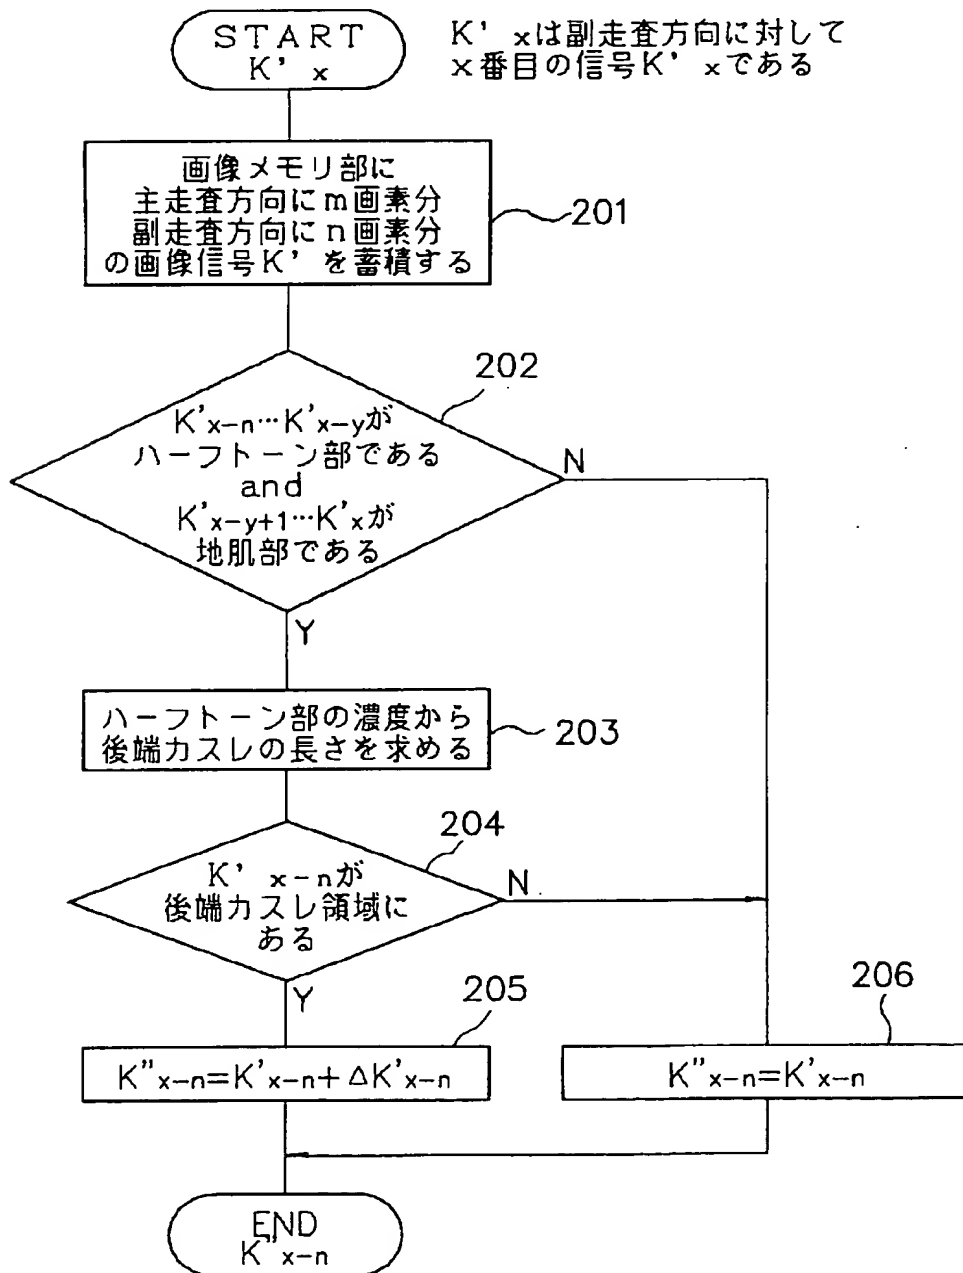 START
K' x
K' xは副走査方向に対して
x番目の信号K' xである
画像メモリ部に
主走査方向にm画素分
副走査方向にn画素分
の画像信号K' を蓄積する
201
202
K'x-n…K'x-yが
ハーフトーン部である
and
K'x-y+1…K'xが
地肌部である
N
Y
ハーフトーン部の濃度から
後端カスレの長さを求める
203
204
K' x-nが
後端カスレ領域に
ある
N
Y
205
K"x-n=K'x-n+ΔK'x-n
206
K"x-n=K'x-n
END
K"x-n